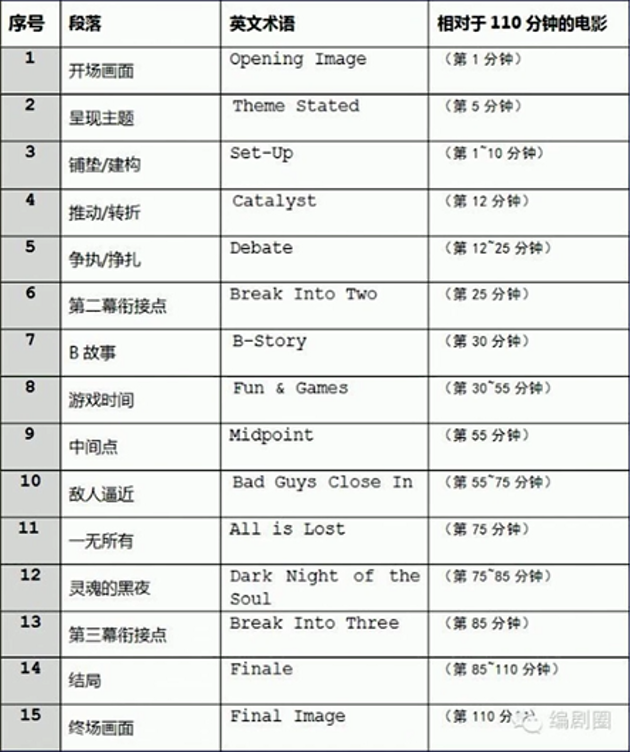 序号 段落 英文术语 相对于 110 分钟的电影
1 开场画面 Opening Image （第 1 分钟）
2 呈现主题 Theme Stated （第 5 分钟）
3 铺垫/建构 Set-Up （第 1~10 分钟）
4 推动/转折 Catalyst （第 12 分钟）
5 争执/挣扎 Debate （第 12~25 分钟）
6 第二幕衔接点 Break Into Two （第 25 分钟）
7 B 故事 B-Story （第 30 分钟）
8 游戏时间 Fun & Games （第 30~55 分钟）
9 中间点 Midpoint （第 55 分钟）
10 敌人逼近 Bad Guys Close In （第 55~75 分钟）
11 一无所有 All is Lost （第 75 分钟）
12 灵魂的黑夜 Dark Night of the （第 75~85 分钟）
Soul
13 第三幕衔接点 Break Into Three （第 85 分钟）
14 结局 Finale （第 85~110 分钟）
15 终场画面 Final Image （第 110 分
编剧圈